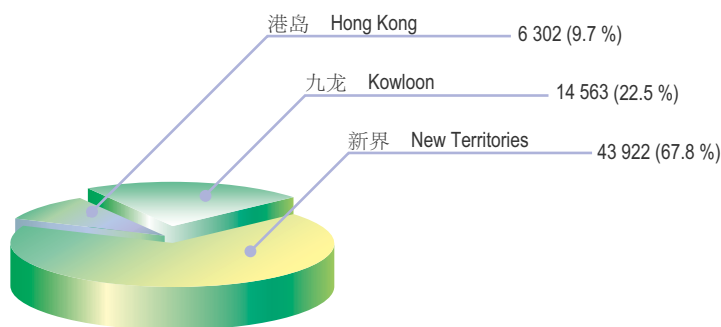 港岛 Hong Kong 6 302 (9.7 %)
九龙 Kowloon 14 563 (22.5 %)
新界 New Territories 43 922 (67.8 %)